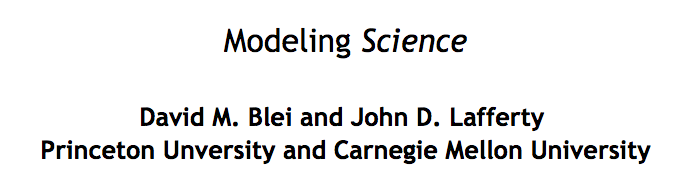 Modeling Science
David M. Blei and John D. Lafferty
Princeton Unversity and Carnegie Mellon University